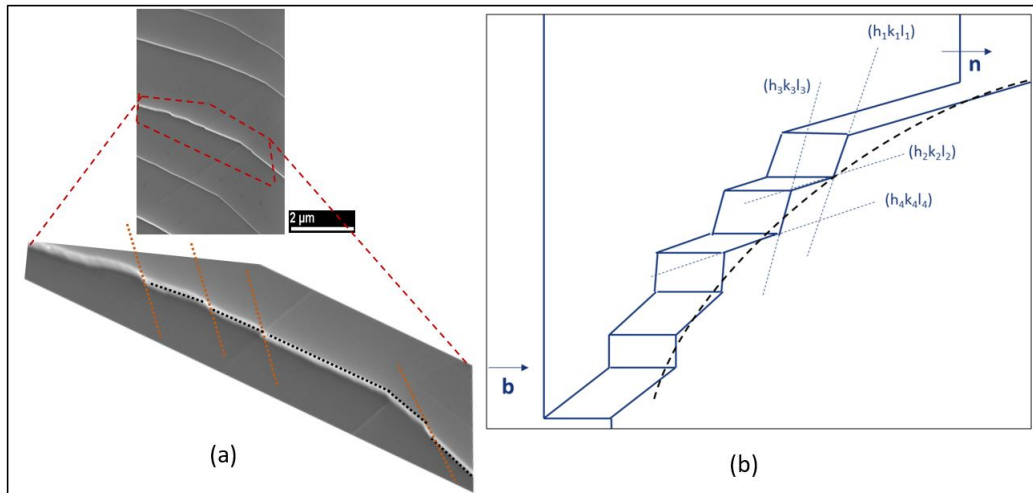 2 µm
(a)
(h₁k₁l₁)
n
(h₃k₃l₃)
(h₂k₂l₂)
(h₄k₄l₄)
b
(b)